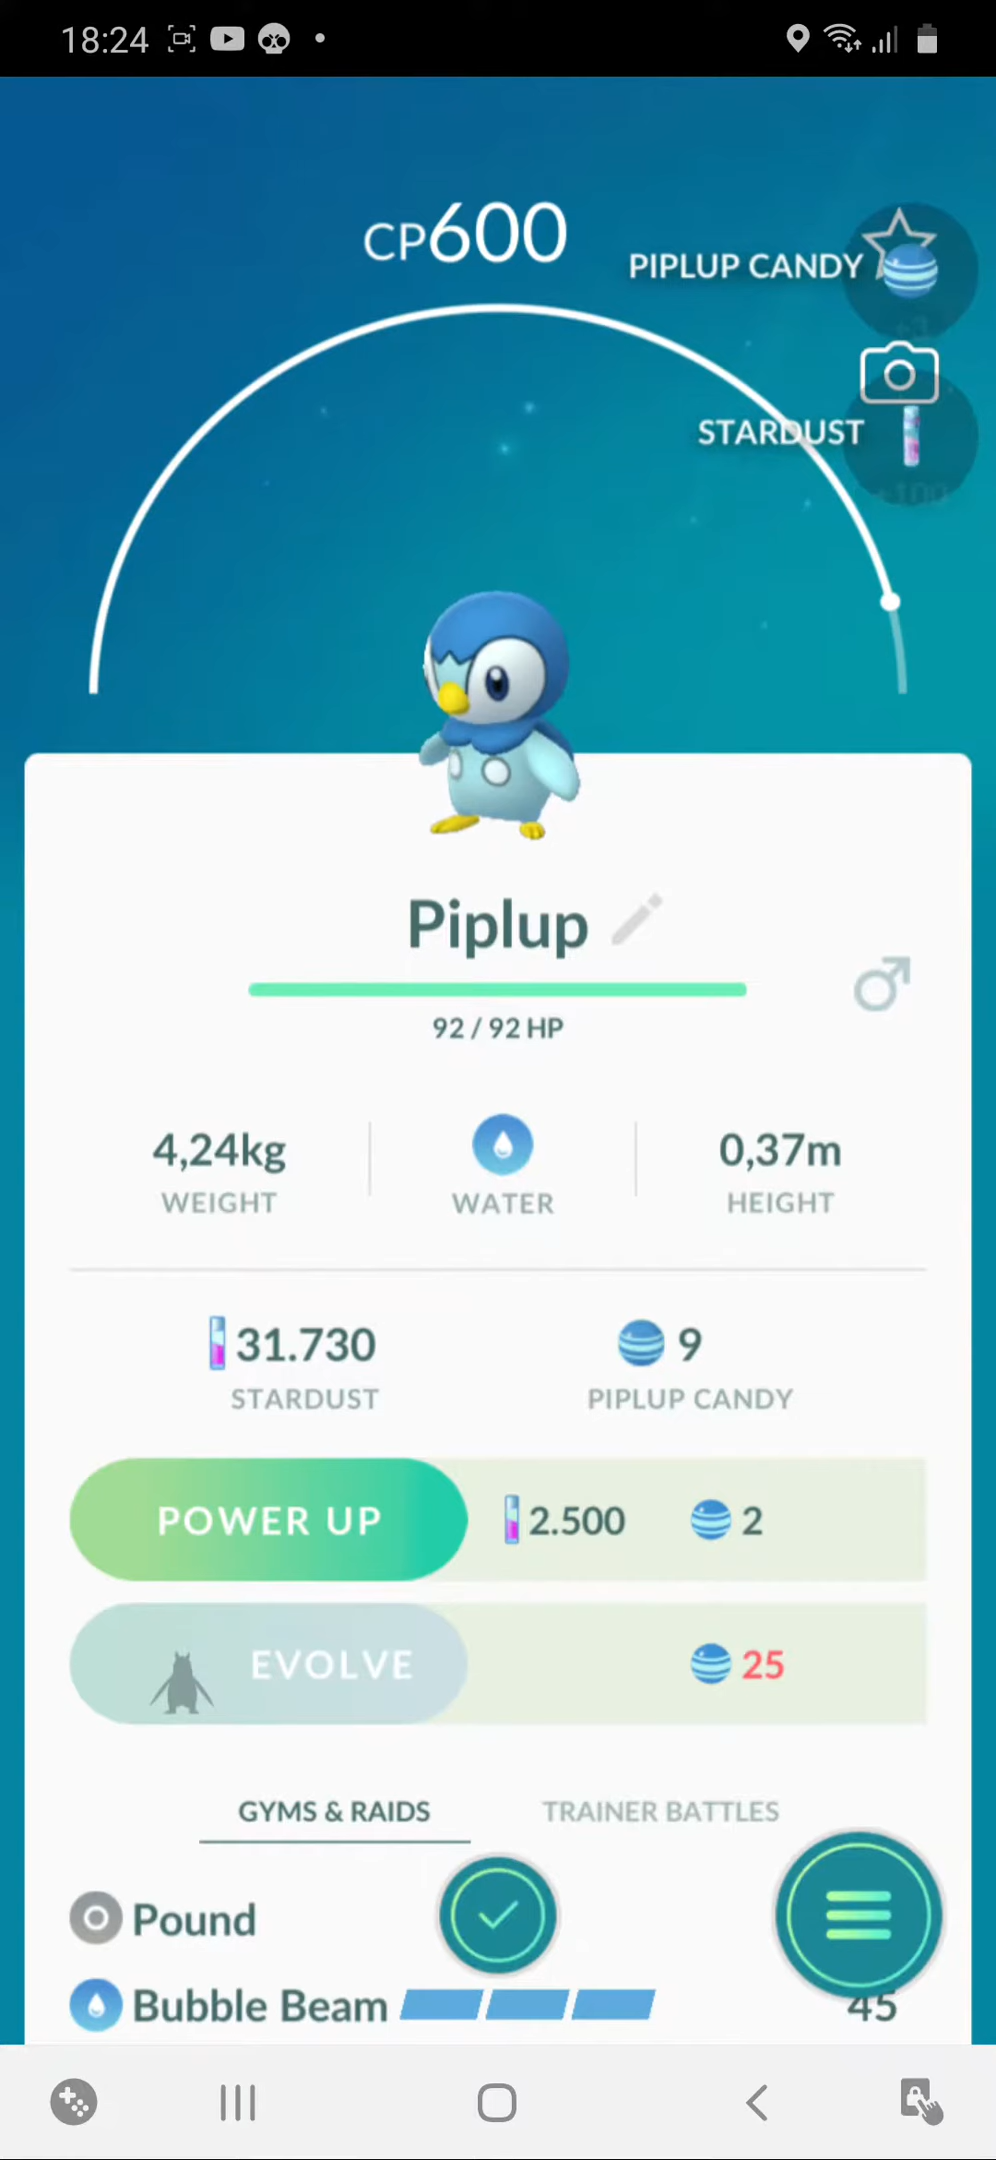 18:24
CP600
PIPLUP CANDY
+3
STARDUST
+100
Piplup
92 / 92 HP
4,24kg
WEIGHT
WATER
0,37m
HEIGHT
31.730
STARDUST
9
PIPLUP CANDY
POWER UP
2.500
2
EVOLVE
25
GYMS & RAIDS
TRAINER BATTLES
Pound
Bubble Beam
45